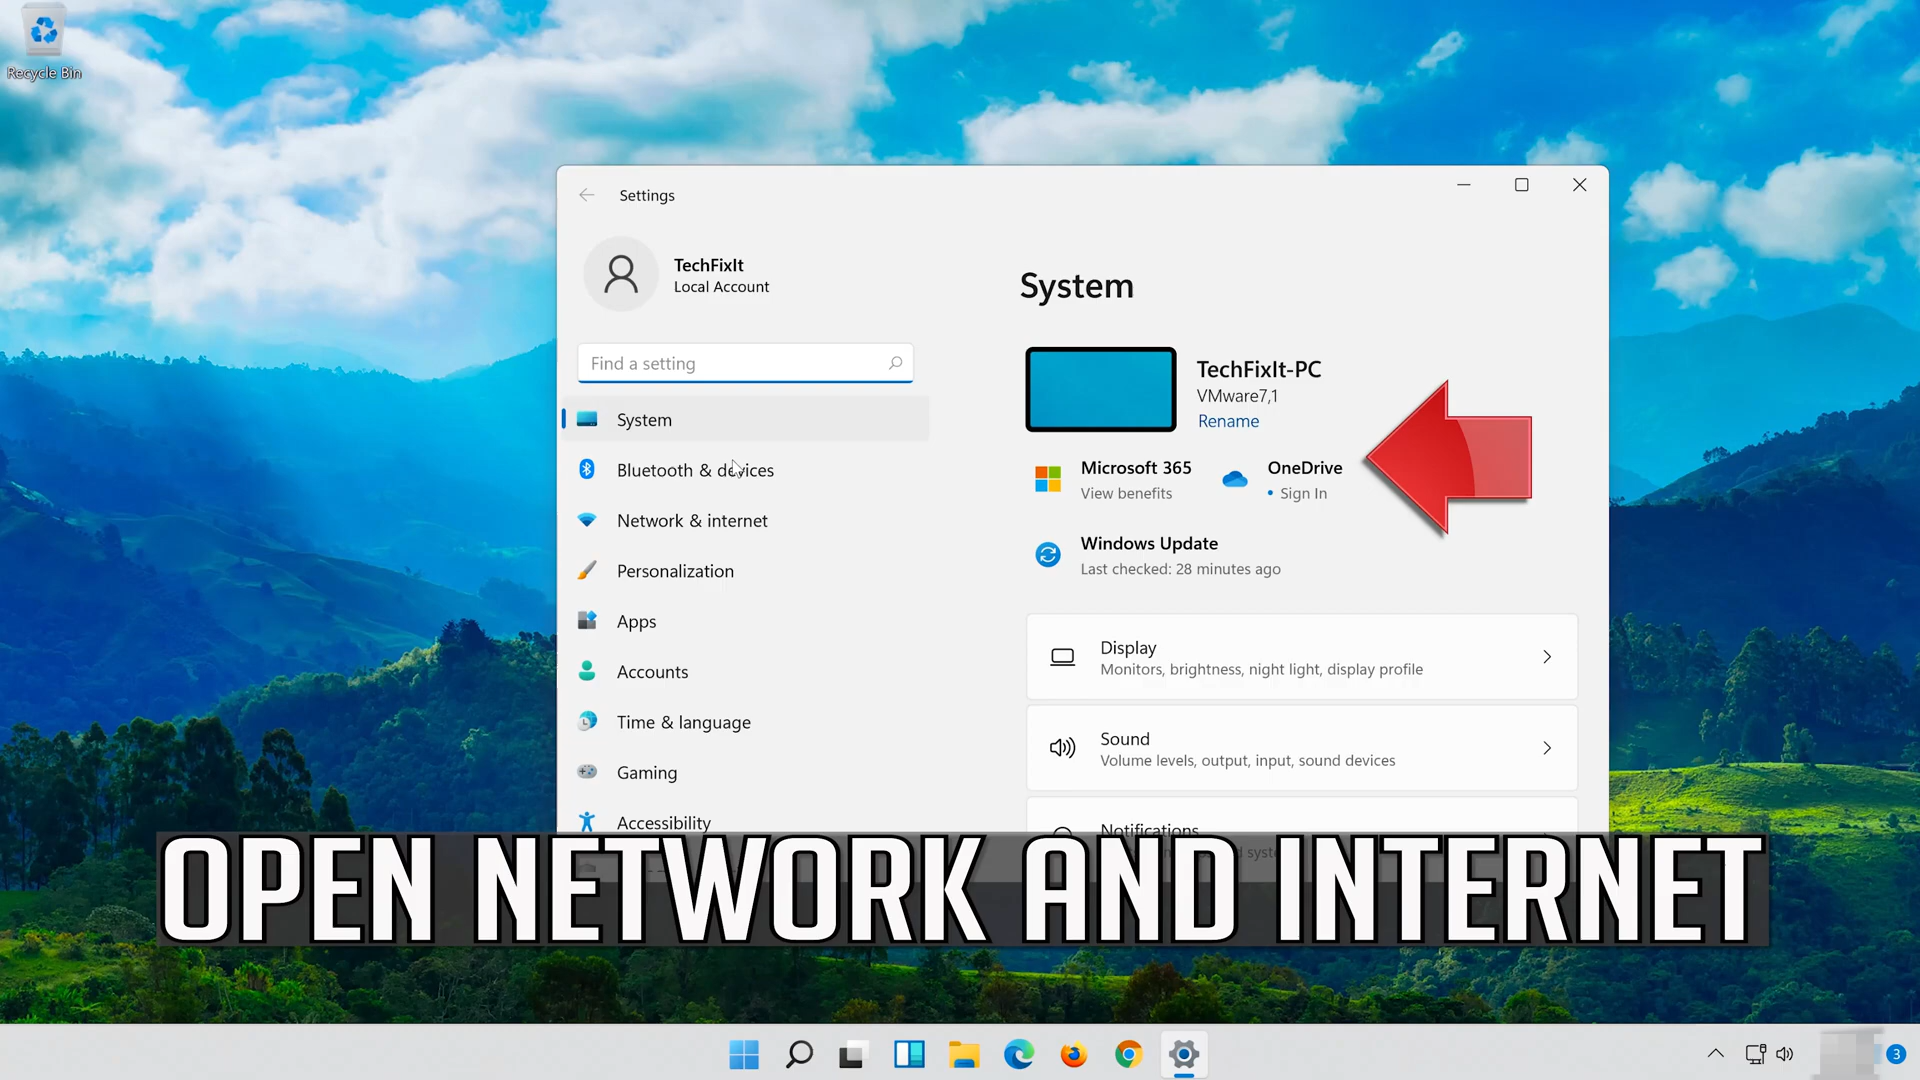 Recycle Bin
Settings
TechFixIt
Local Account
Find a setting
System
Bluetooth & devices
Network & internet
Personalization
Apps
Accounts
Time & language
Gaming
Accessibility
System
TechFixIt-PC
VMware7,1
Rename
Microsoft 365
View benefits
OneDrive
• Sign In
Windows Update
Last checked: 28 minutes ago
Display
Monitors, brightness, night light, display profile
Sound
Volume levels, output, input, sound devices
Notifications
OPEN NETWORK AND INTERNET
3